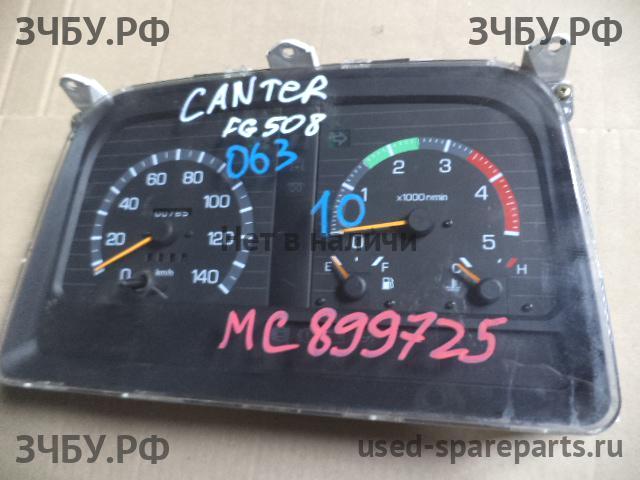 ЗЧБУ.РФ
ЗЧБУ.РФ
CANTER
FG508
063
10
0 20 40 60 80 100 120 140
km/h
0 1 2 3 4 5
x1000r/min
E F
C H
Нет в наличи
MC899725
ЗЧБУ.РФ
used-spareparts.ru